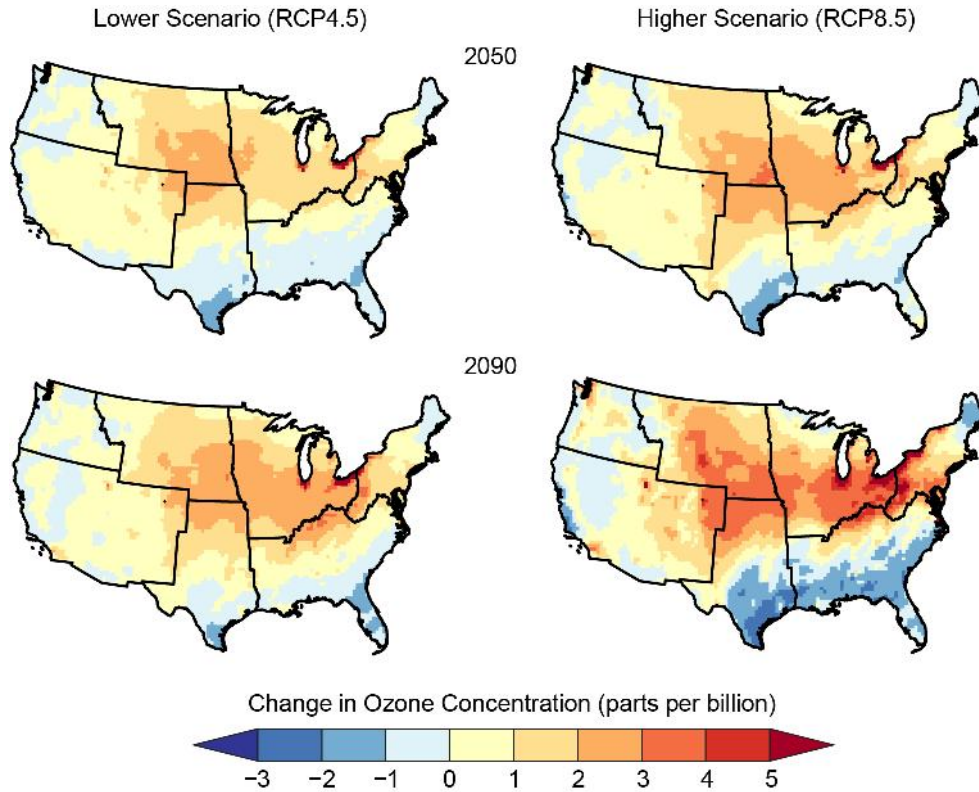 Lower Scenario (RCP4.5)
Higher Scenario (RCP8.5)
2050
2090
Change in Ozone Concentration (parts per billion)
−3 −2 −1 0 1 2 3 4 5